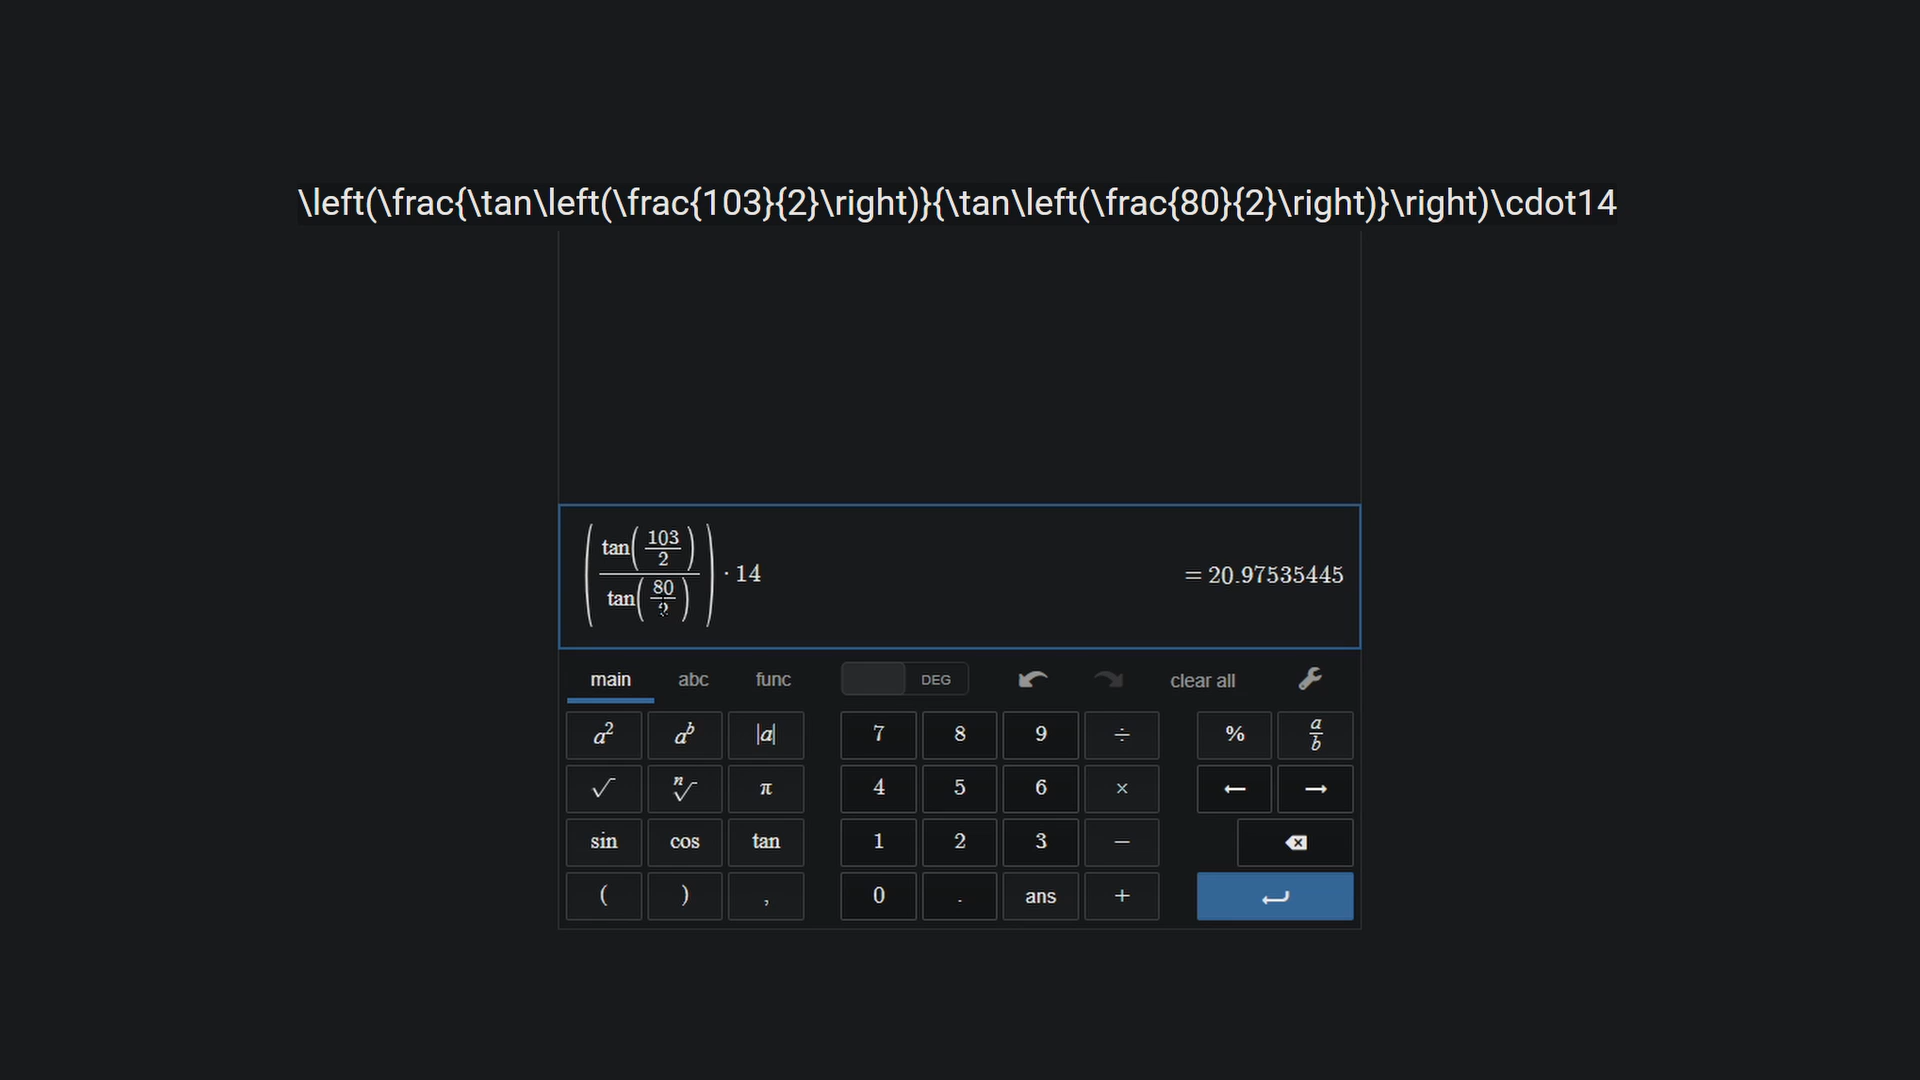 \left(\frac{\tan\left(\frac{103}{2}\right)}{\tan\left(\frac{80}{2}\right)}\right)\cdot14
(tan(103/2)/tan(80/2)) · 14 = 20.97535445
main abc func DEG clear all
a² aᵇ |a| 7 8 9 ÷ % a/b
√ ⁿ√ π 4 5 6 × ← →
sin cos tan 1 2 3 −
( ) , 0 . ans +